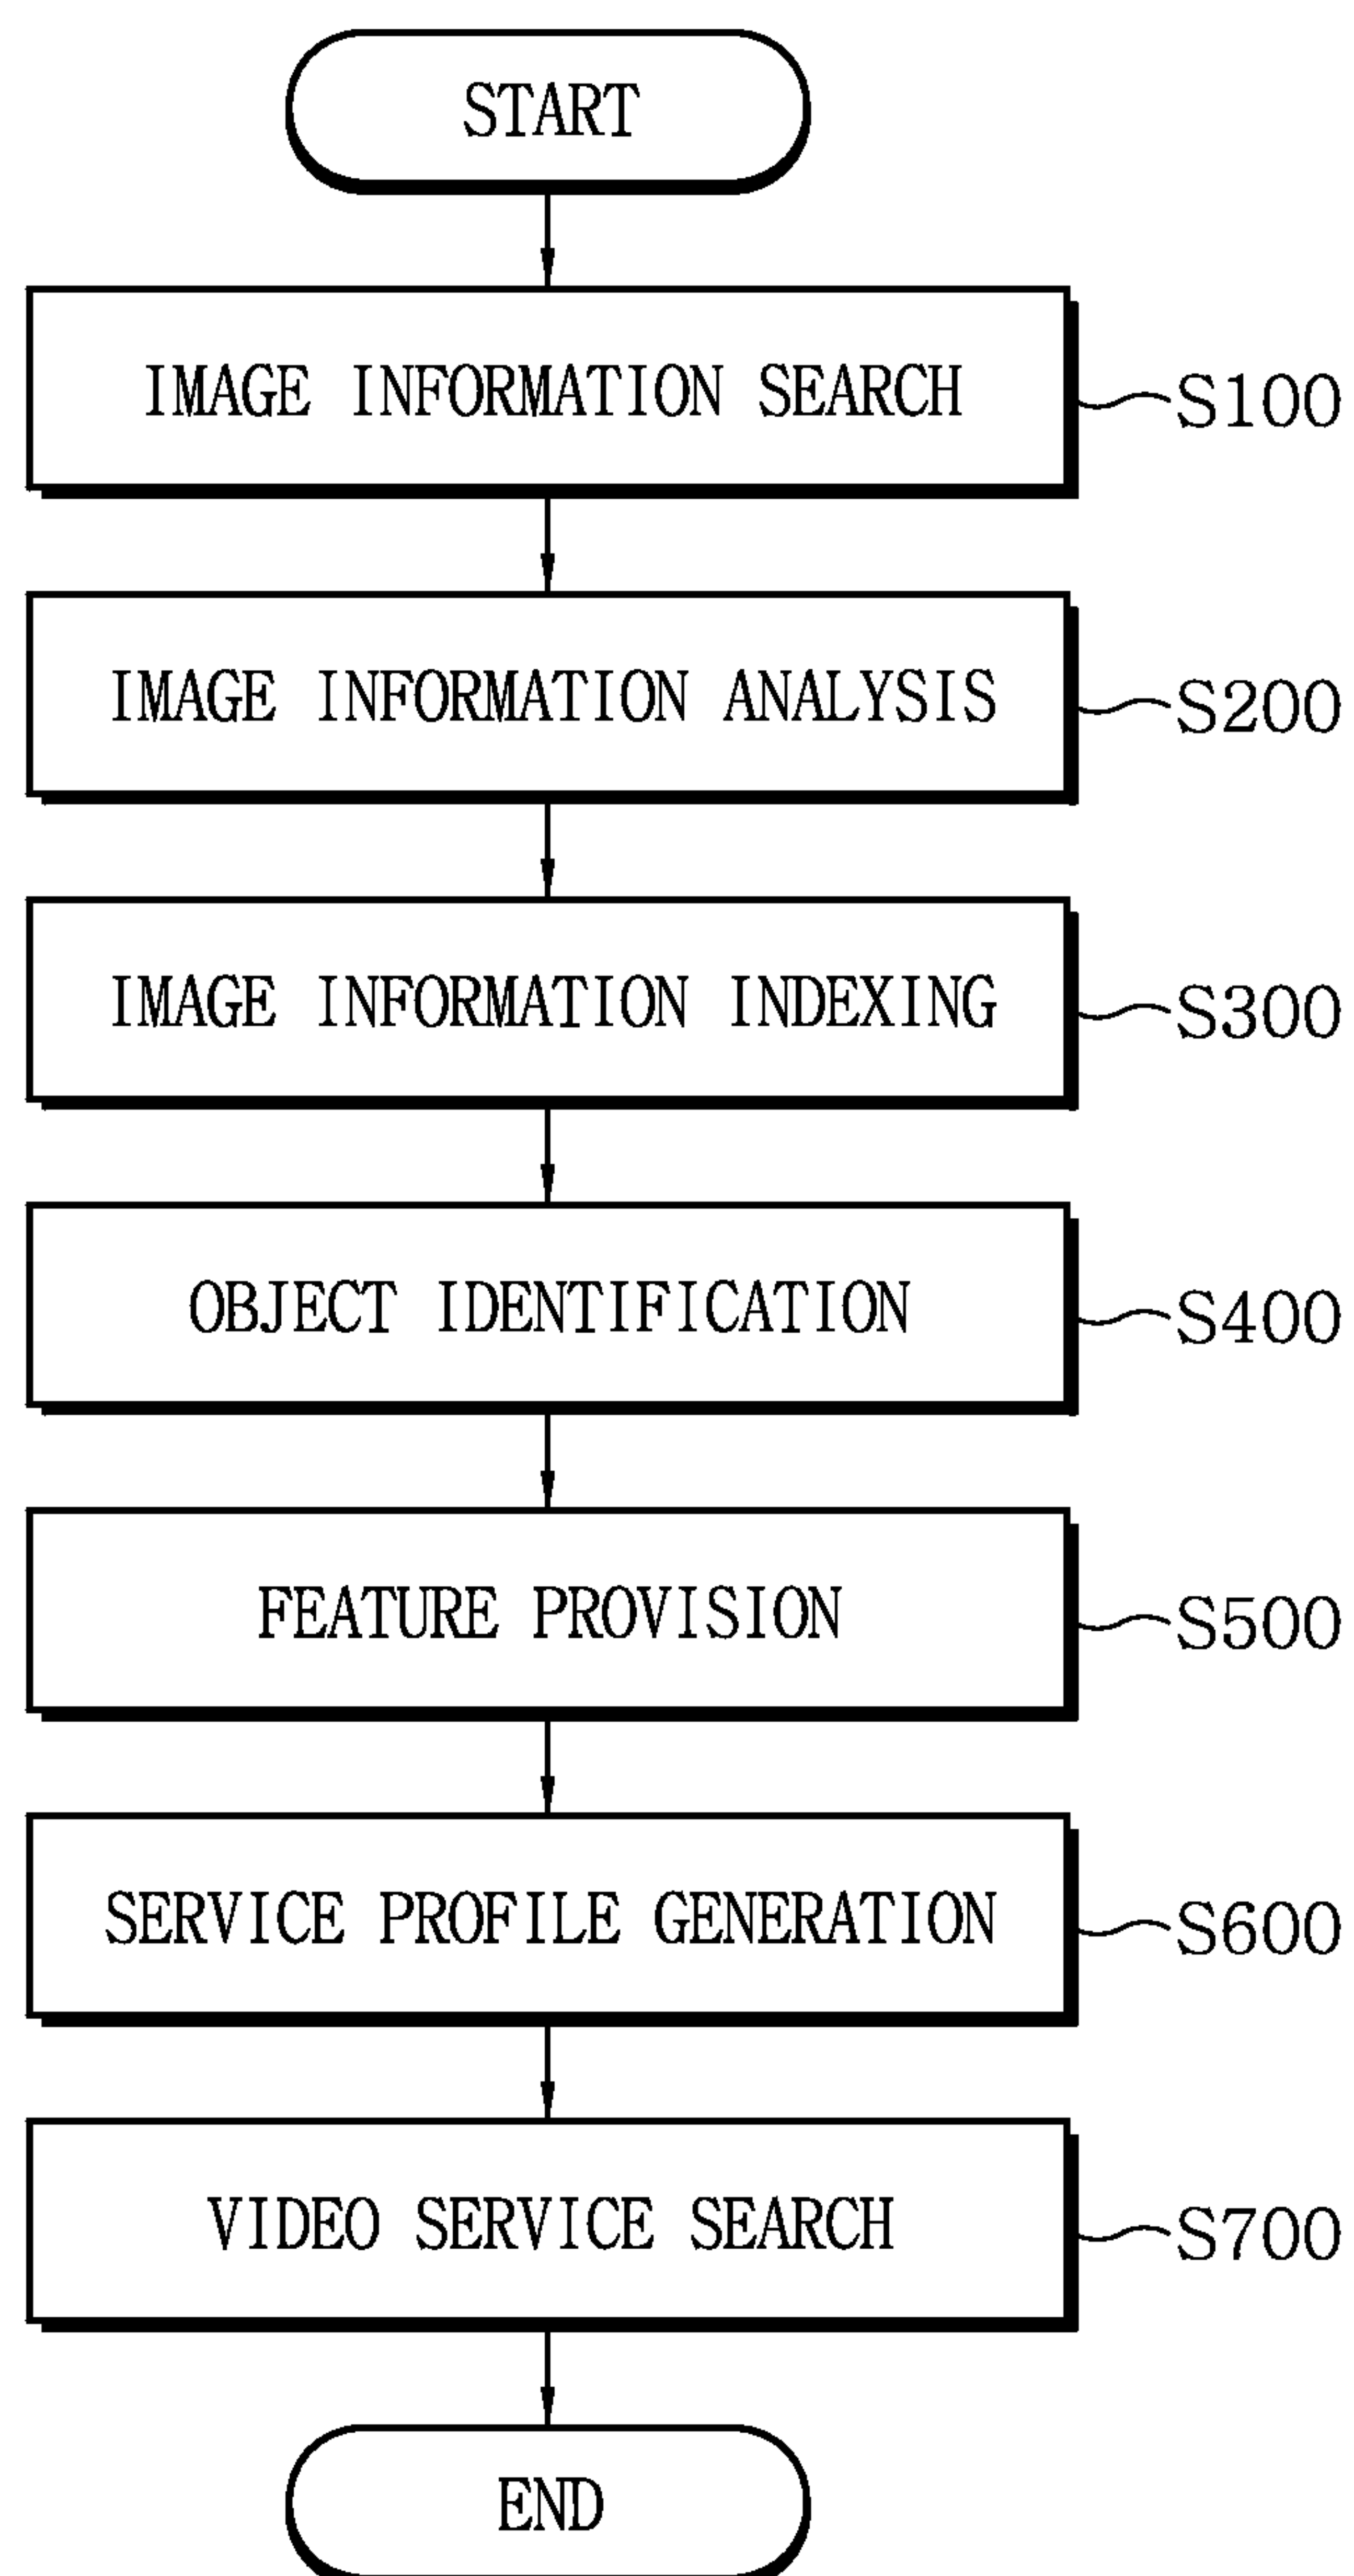 START
IMAGE INFORMATION SEARCH
S100
IMAGE INFORMATION ANALYSIS
S200
IMAGE INFORMATION INDEXING
S300
OBJECT IDENTIFICATION
S400
FEATURE PROVISION
S500
SERVICE PROFILE GENERATION
S600
VIDEO SERVICE SEARCH
S700
END